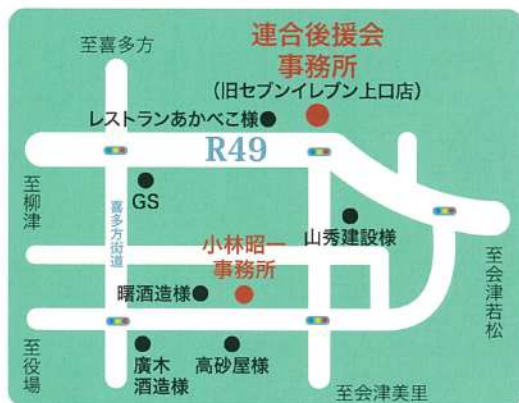 至喜多方
連合後援会
事務所
(旧セブンイレブン上口店)
レストランあかべこ様
R49
至柳津
GS
喜多方街道
山秀建設様
小林昭一
事務所
至会津若松
曙酒造様
至役場
廣木
酒造様
高砂屋様
至会津美里